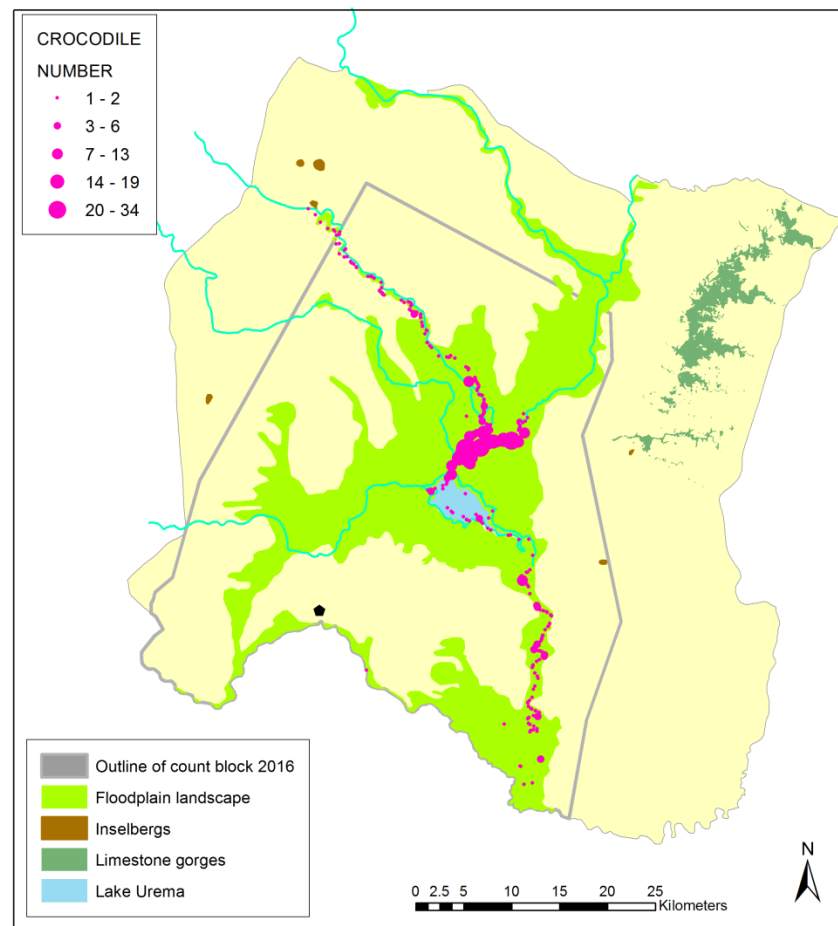 CROCODILE
NUMBER
1 - 2
3 - 6
7 - 13
14 - 19
20 - 34
Outline of count block 2016
Floodplain landscape
Inselbergs
Limestone gorges
Lake Urema
N
0 2.5 5 10 15 20 25
Kilometers